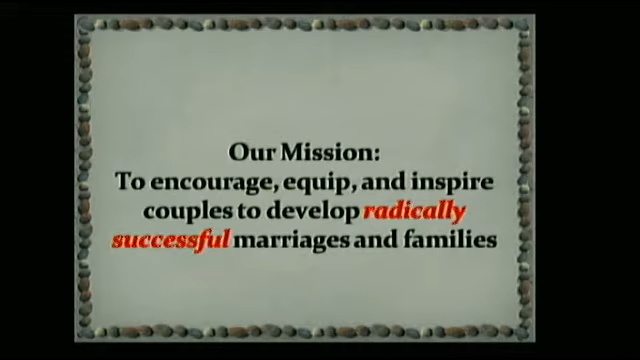 Our Mission:
To encourage, equip, and inspire
couples to develop radically
successful marriages and families